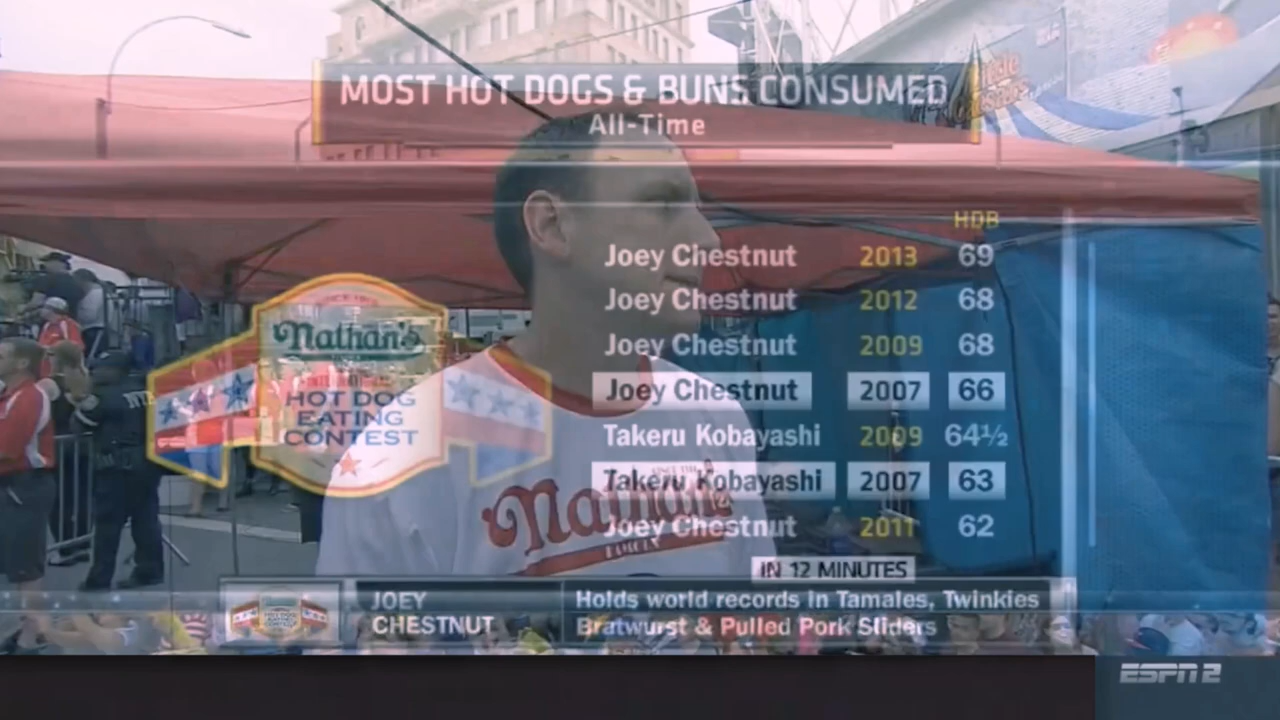 MOST HOT DOGS & BUNS CONSUMED
All-Time
HDB
Joey Chestnut 2013 69
Joey Chestnut 2012 68
Joey Chestnut 2009 68
Joey Chestnut 2007 66
Takeru Kobayashi 2009 64½
Takeru Kobayashi 2007 63
Joey Chestnut 2011 62
IN 12 MINUTES
Nathan's
HOT DOG
EATING
CONTEST
Nathan's
JOEY
CHESTNUT
Holds world records in Tamales, Twinkies
Bratwurst & Pulled Pork Sliders
ESPN2